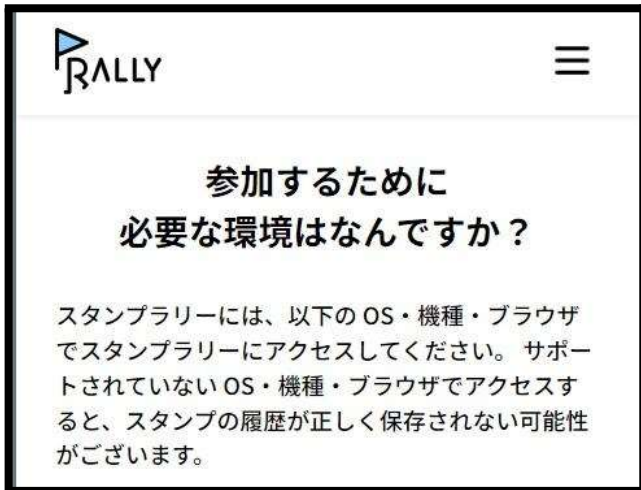 RALLY
参加するために
必要な環境はなんですか？
スタンプラリーには、以下の OS・機種・ブラウザ
でスタンプラリーにアクセスしてください。 サポー
トされていない OS・機種・ブラウザでアクセスす
ると、スタンプの履歴が正しく保存されない可能性
がございます。